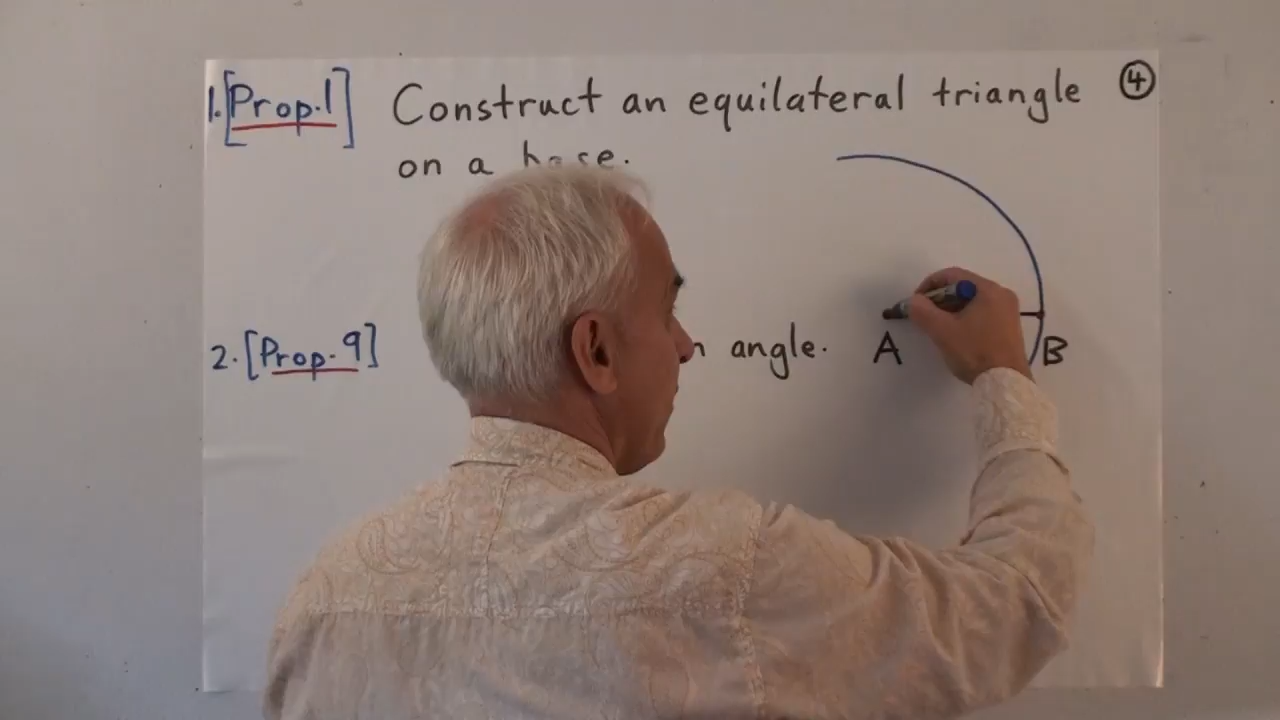 1. [Prop.1] Construct an equilateral triangle ④
on a base.
2. [Prop. 9] angle.
A B